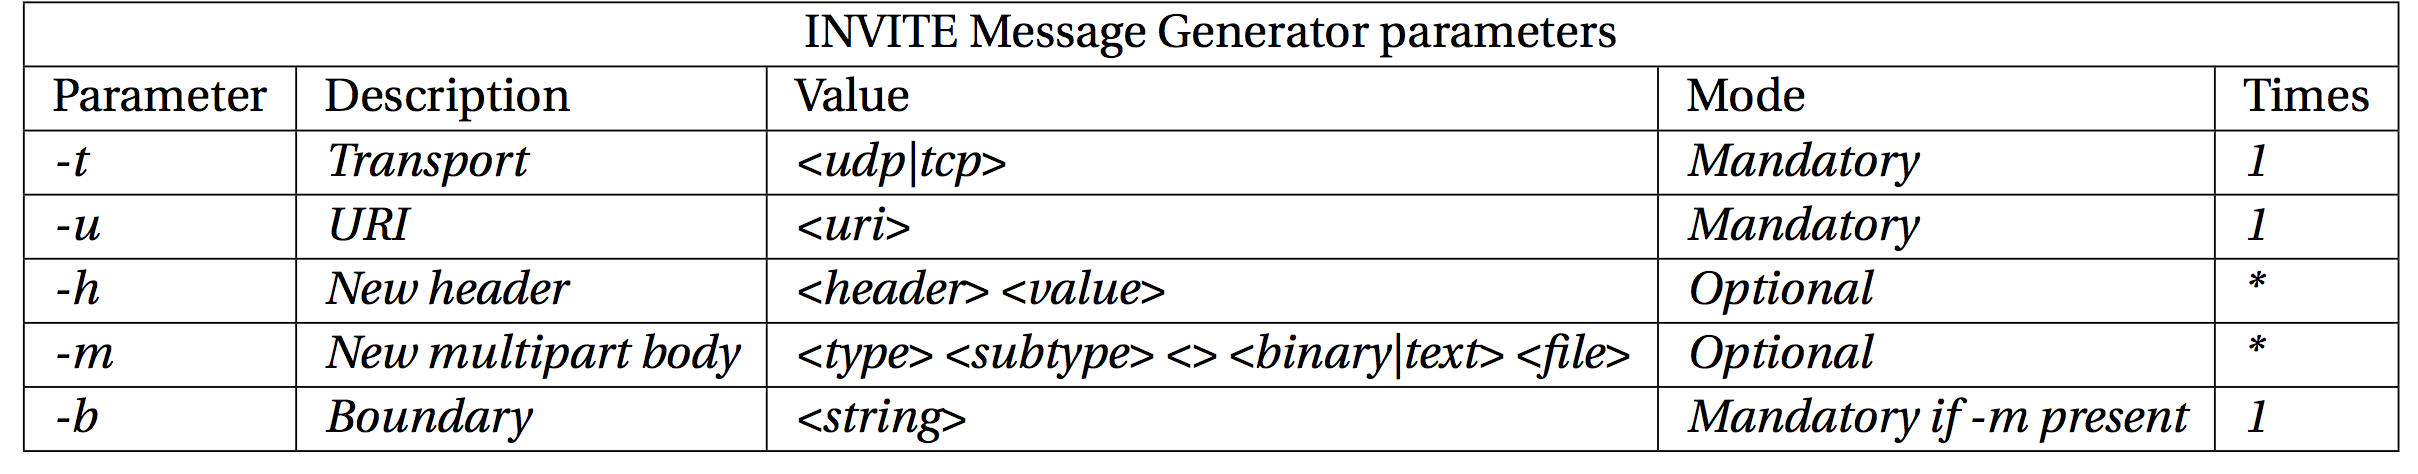 INVITE Message Generator parameters
Parameter Description Value Mode Times
-t Transport <udp|tcp> Mandatory 1
-u URI <uri> Mandatory 1
-h New header <header> <value> Optional *
-m New multipart body <type> <subtype> <> <binary|text> <file> Optional *
-b Boundary <string> Mandatory if -m present 1